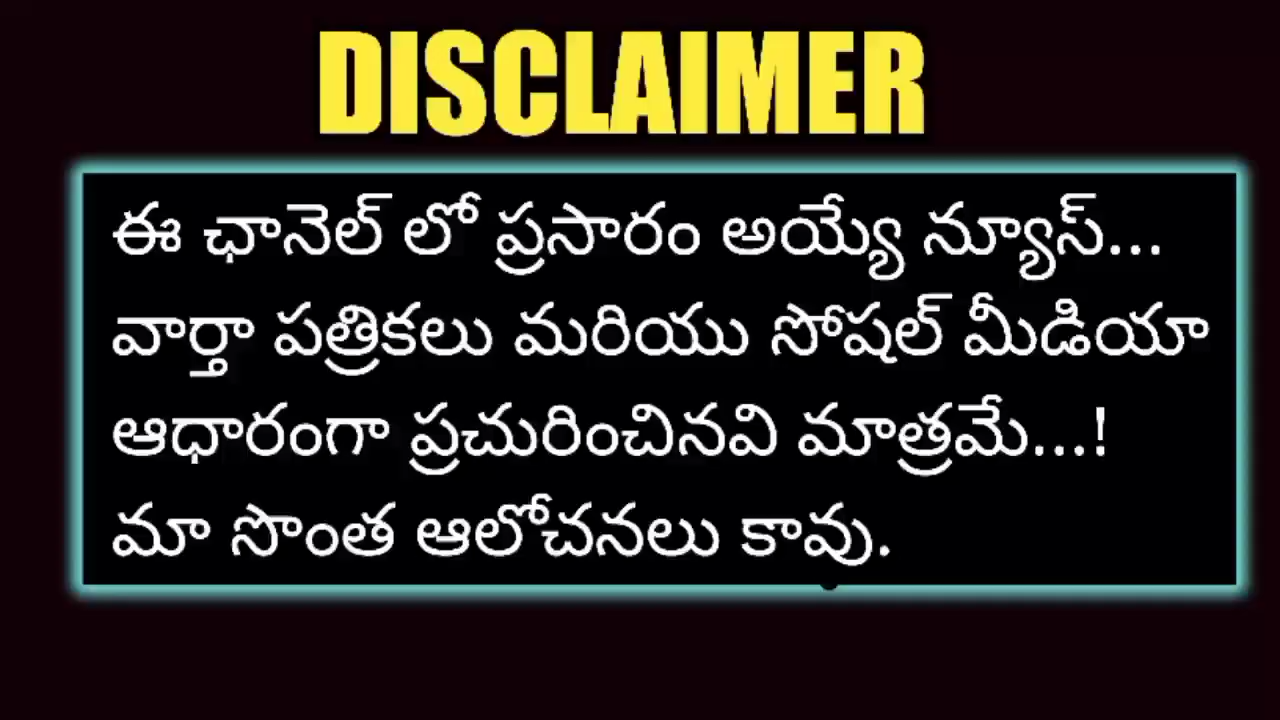 DISCLAIMER
ఈ ఛానెల్ లో ప్రసారం అయ్యే న్యూస్...
వార్తా పత్రికలు మరియు సోషల్ మీడియా
ఆధారంగా ప్రచురించినవి మాత్రమే...!
మా సొంత ఆలోచనలు కావు.